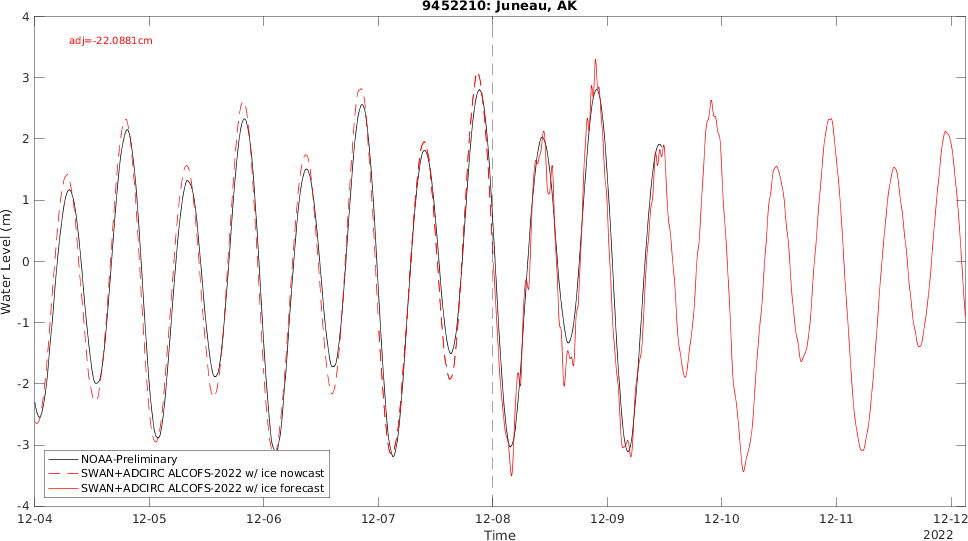 9452210: Juneau, AK
adj=-22.0881cm
Water Level (m)
4
3
2
1
0
-1
-2
-3
-4
NOAA-Preliminary
SWAN+ADCIRC ALCOFS-2022 w/ ice nowcast
SWAN+ADCIRC ALCOFS-2022 w/ ice forecast
12-04 12-05 12-06 12-07 12-08 12-09 12-10 12-11 12-12
Time
2022